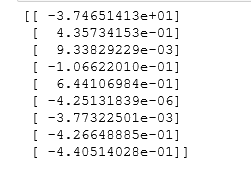 [[ -3.74651413e+01]
[ 4.35734153e-01]
[ 9.33829229e-03]
[ -1.06622010e-01]
[ 6.44106984e-01]
[ -4.25131839e-06]
[ -3.77322501e-03]
[ -4.26648885e-01]
[ -4.40514028e-01]]